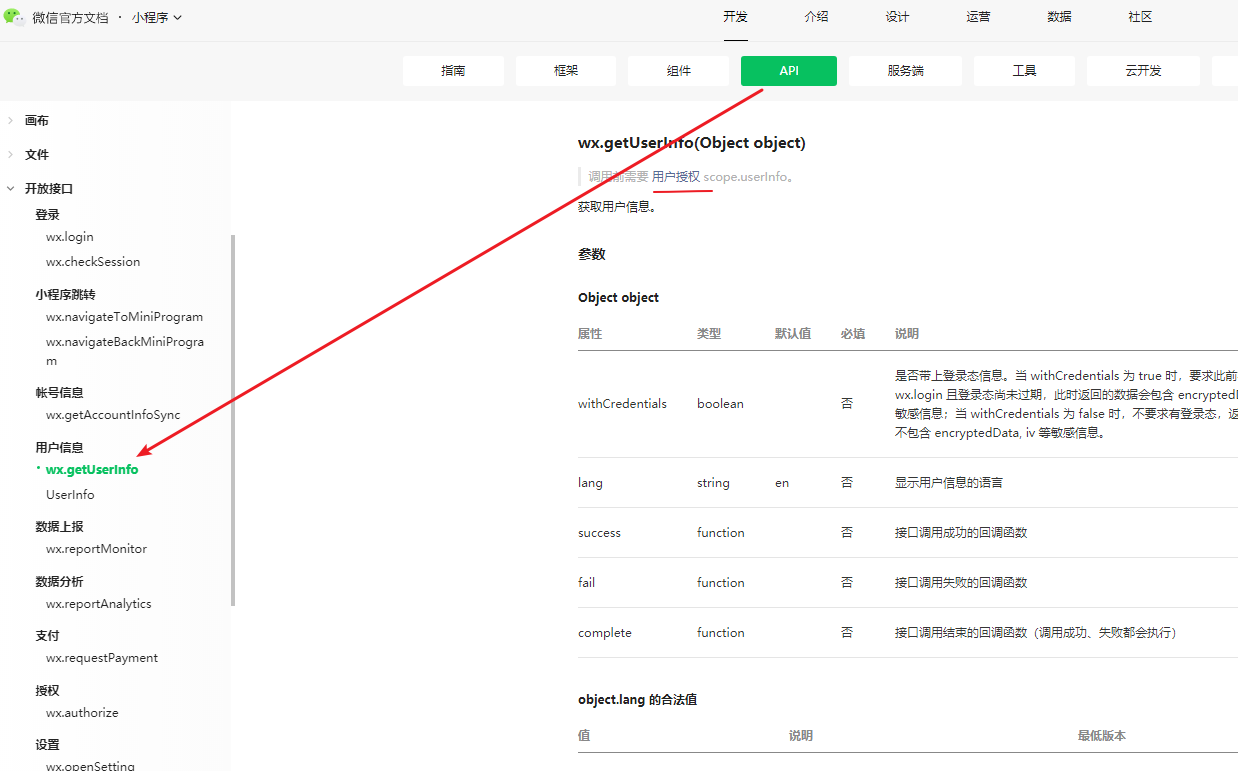 微信官方文档 · 小程序
开发 介绍 设计 运营 数据 社区
指南 框架 组件 API 服务端 工具 云开发
画布
文件
开放接口
登录
wx.login
wx.checkSession
小程序跳转
wx.navigateToMiniProgram
wx.navigateBackMiniProgra
m
帐号信息
wx.getAccountInfoSync
用户信息
wx.getUserInfo
UserInfo
数据上报
wx.reportMonitor
数据分析
wx.reportAnalytics
支付
wx.requestPayment
授权
wx.authorize
设置
wx.openSetting
wx.getUserInfo(Object object)
调用前需要 用户授权 scope.userInfo。
获取用户信息。
参数
Object object
属性 类型 默认值 必填 说明
是否带上登录态信息。当 withCredentials 为 true 时，要求此前
wx.login 且登录态尚未过期，此时返回的数据会包含 encryptedD
withCredentials boolean 否
敏感信息；当 withCredentials 为 false 时，不要求有登录态，返
不包含 encryptedData, iv 等敏感信息。
lang string en 否 显示用户信息的语言
success function 否 接口调用成功的回调函数
fail function 否 接口调用失败的回调函数
complete function 否 接口调用结束的回调函数（调用成功、失败都会执行）
object.lang 的合法值
值 说明 最低版本